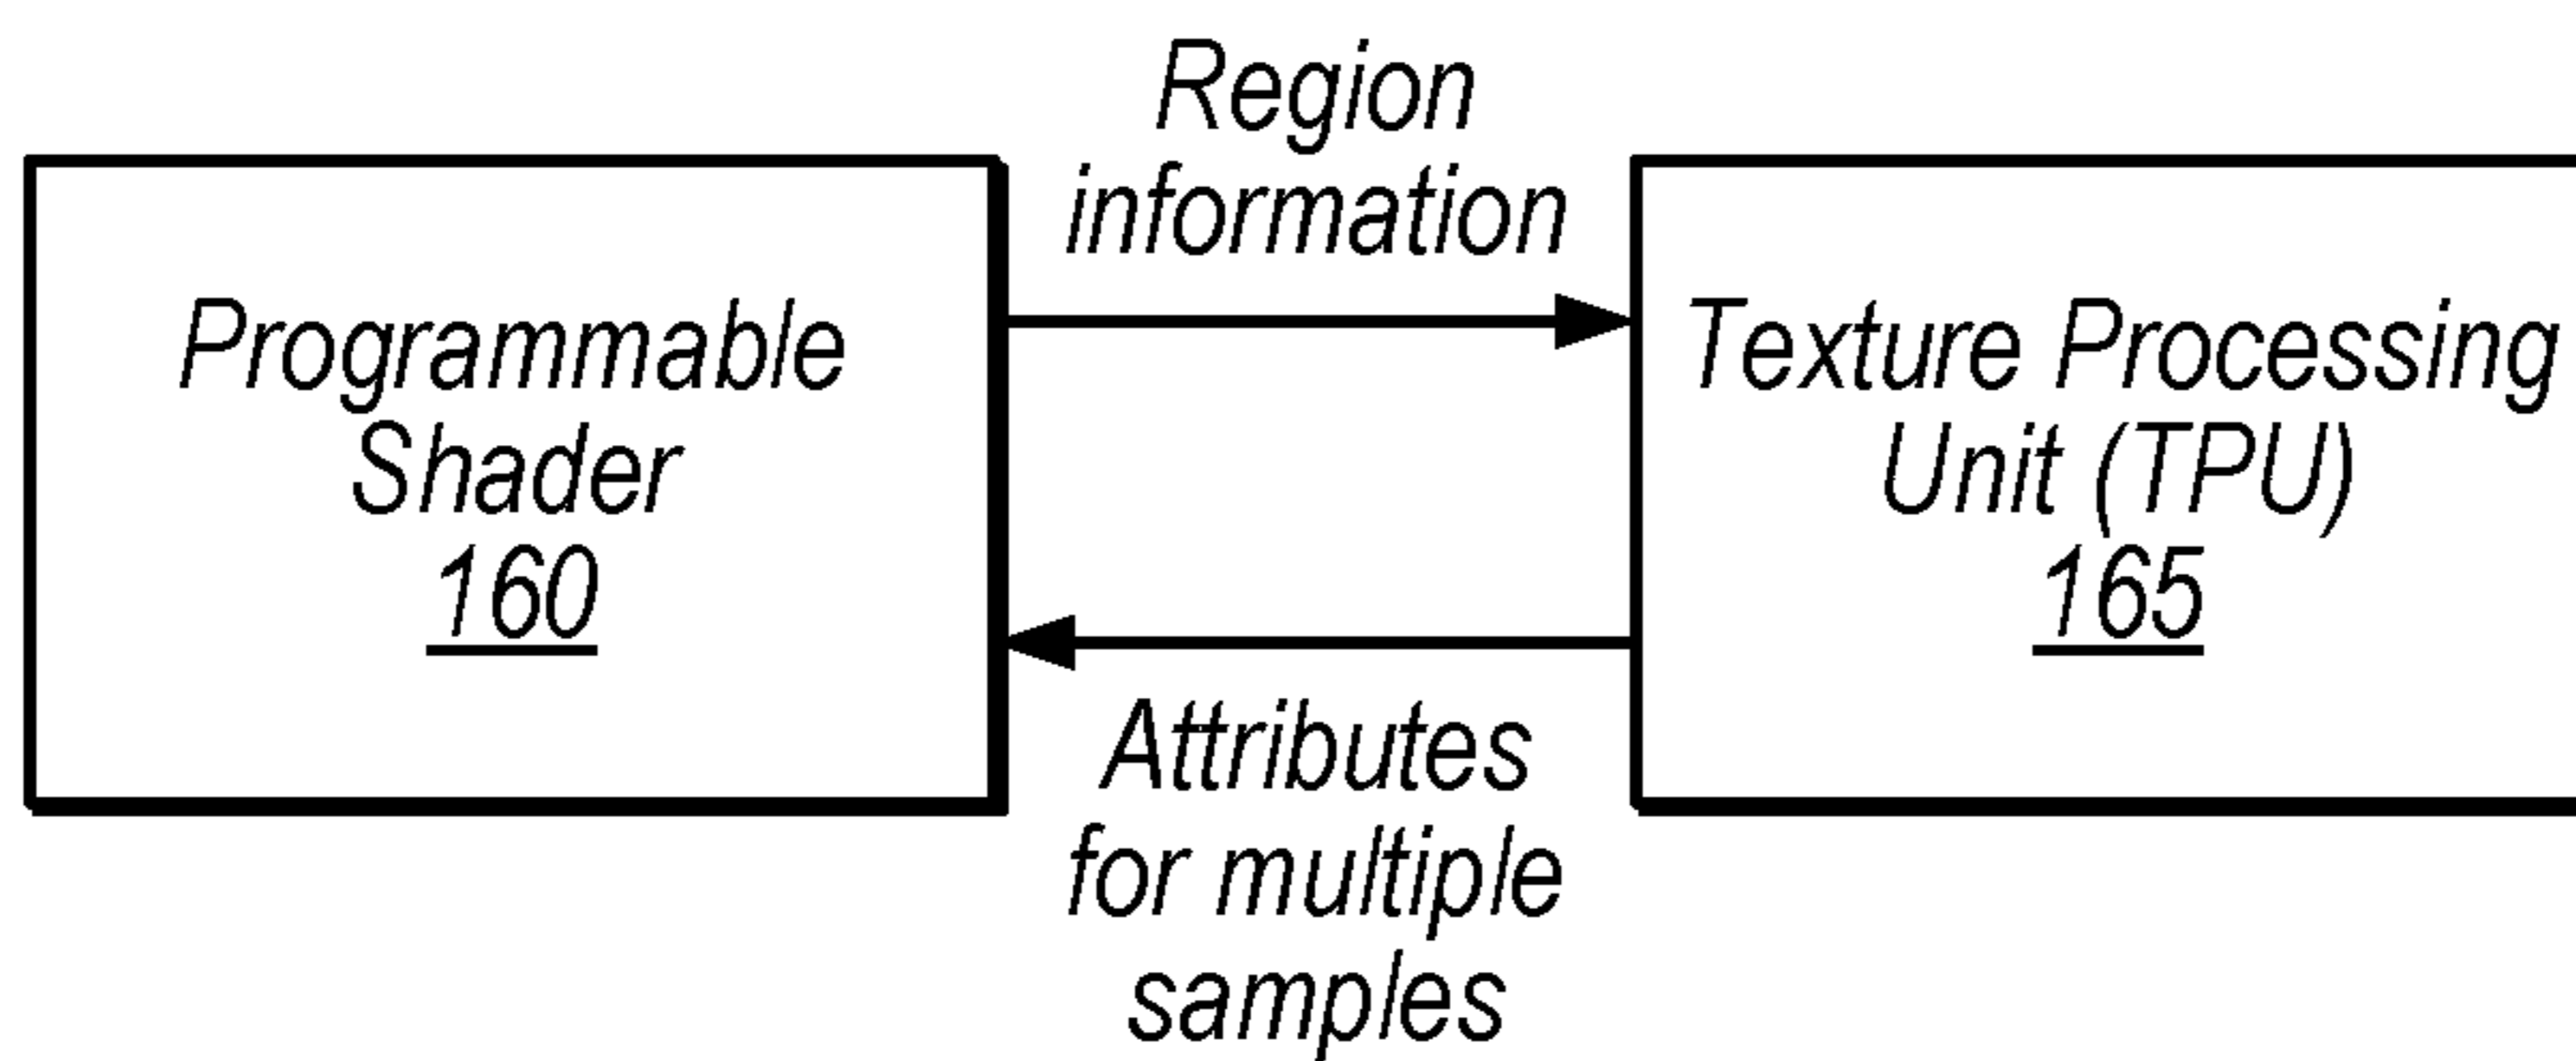 Region
information
Programmable
Shader
160
Texture Processing
Unit (TPU)
165
Attributes
for multiple
samples